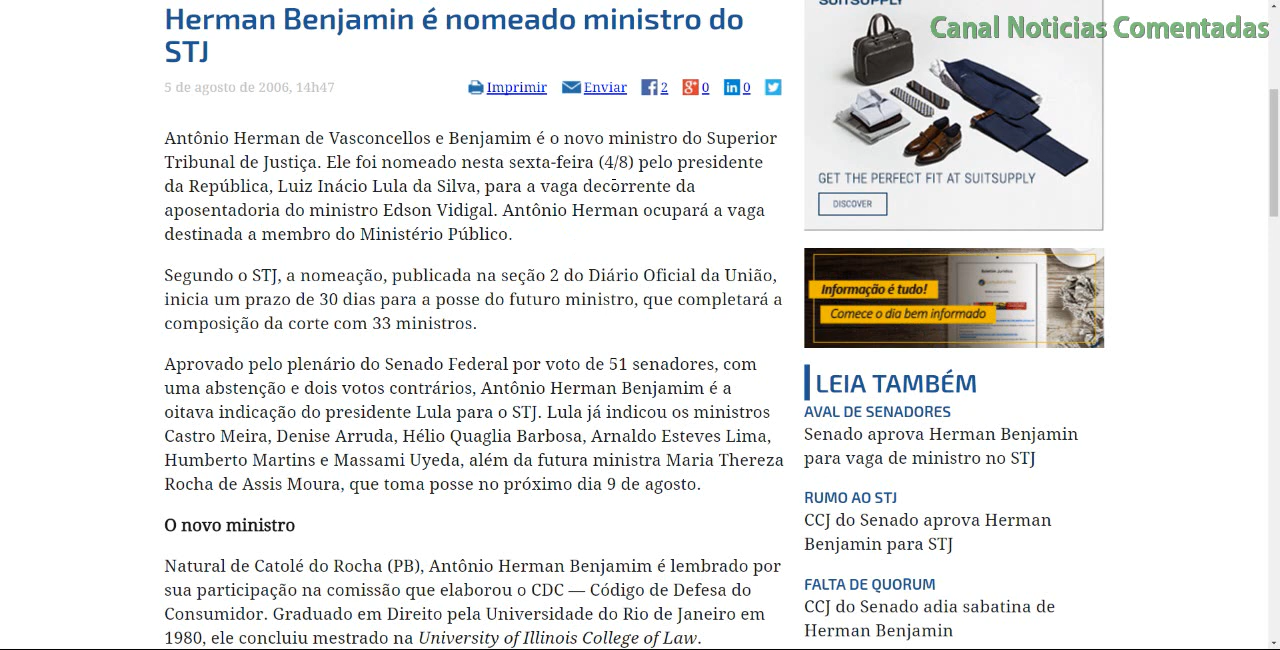 Herman Benjamin é nomeado ministro do
STJ
5 de agosto de 2006, 14h47
Imprimir
Enviar
2
0
0
Antônio Herman de Vasconcellos e Benjamim é o novo ministro do Superior
Tribunal de Justiça. Ele foi nomeado nesta sexta-feira (4/8) pelo presidente
da República, Luiz Inácio Lula da Silva, para a vaga decorrente da
aposentadoria do ministro Edson Vidigal. Antônio Herman ocupará a vaga
destinada a membro do Ministério Público.
Segundo o STJ, a nomeação, publicada na seção 2 do Diário Oficial da União,
inicia um prazo de 30 dias para a posse do futuro ministro, que completará a
composição da corte com 33 ministros.
Aprovado pelo plenário do Senado Federal por voto de 51 senadores, com
uma abstenção e dois votos contrários, Antônio Herman Benjamim é a
oitava indicação do presidente Lula para o STJ. Lula já indicou os ministros
Castro Meira, Denise Arruda, Hélio Quaglia Barbosa, Arnaldo Esteves Lima,
Humberto Martins e Massami Uyeda, além da futura ministra Maria Thereza
Rocha de Assis Moura, que toma posse no próximo dia 9 de agosto.
O novo ministro
Natural de Catolé do Rocha (PB), Antônio Herman Benjamim é lembrado por
sua participação na comissão que elaborou o CDC — Código de Defesa do
Consumidor. Graduado em Direito pela Universidade do Rio de Janeiro em
1980, ele concluiu mestrado na University of Illinois College of Law.
SUITSUPPLY
Canal Noticias Comentadas
GET THE PERFECT FIT AT SUITSUPPLY
DISCOVER
Informação é tudo!
Comece o dia bem informado
LEIA TAMBÉM
AVAL DE SENADORES
Senado aprova Herman Benjamin
para vaga de ministro no STJ
RUMO AO STJ
CCJ do Senado aprova Herman
Benjamin para STJ
FALTA DE QUORUM
CCJ do Senado adia sabatina de
Herman Benjamin